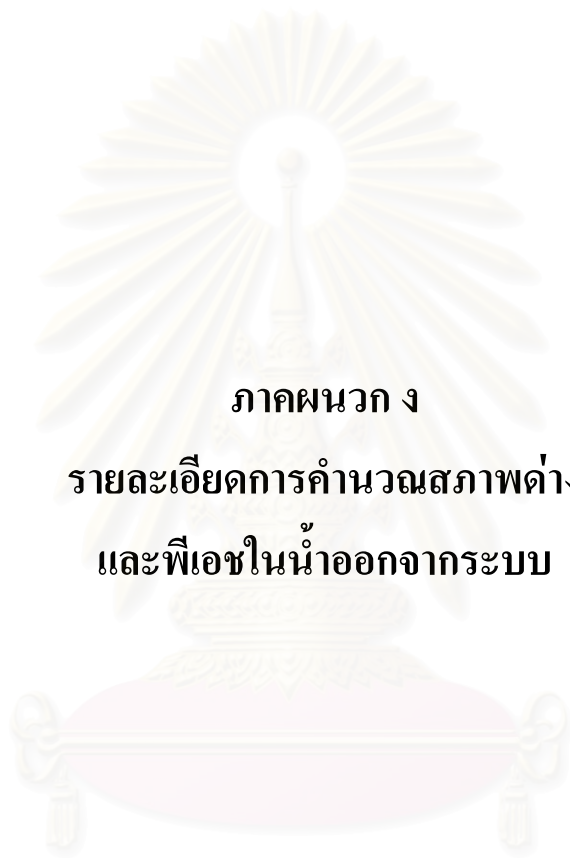 ภาคผนวก ง
รายละเอียดการคำนวณสภาพด่าง
และพีเอชในน้ำออกจากระบบ